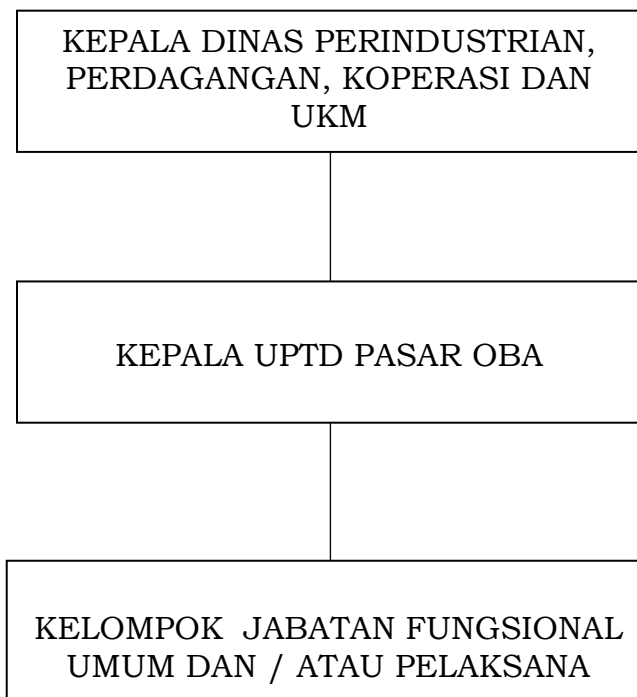 KEPALA DINAS PERINDUSTRIAN,
PERDAGANGAN, KOPERASI DAN
UKM
KEPALA UPTD PASAR OBA
KELOMPOK JABATAN FUNGSIONAL
UMUM DAN / ATAU PELAKSANA